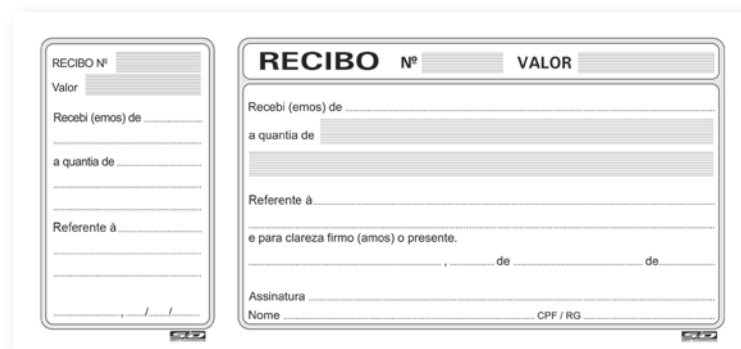 RECIBO Nº
Valor
Recebi (emos) de
a quantia de
Referente à
, / /
RECIBO Nº VALOR
Recebi (emos) de
a quantia de
Referente à
e para clareza firmo (amos) o presente.
, de de
Assinatura
Nome CPF / RG